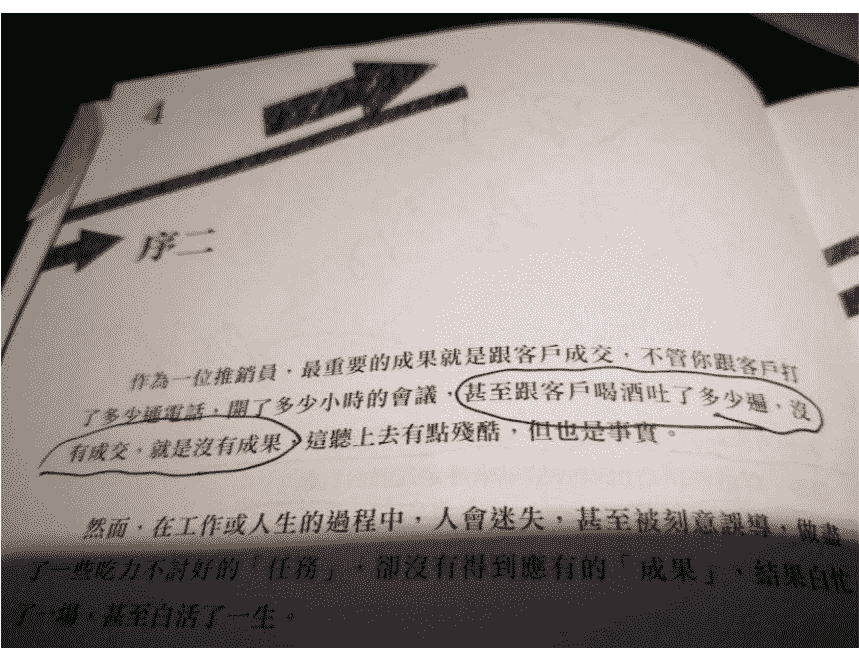 4
序二
作為一位推銷員，最重要的成果就是跟客戶成交，不管你跟客戶打
了多少通電話，開了多少小時的會議，甚至跟客戶喝酒吐了多少遍，沒
有成交，就是沒有成果，這聽上去有點殘酷，但也是事實。
然而，在工作或人生的過程中，人會迷失，甚至被刻意誤導，做盡
了一些吃力不討好的「任務」，卻沒有得到應有的「成果」，結果白忙
了一場，甚至白活了一生。